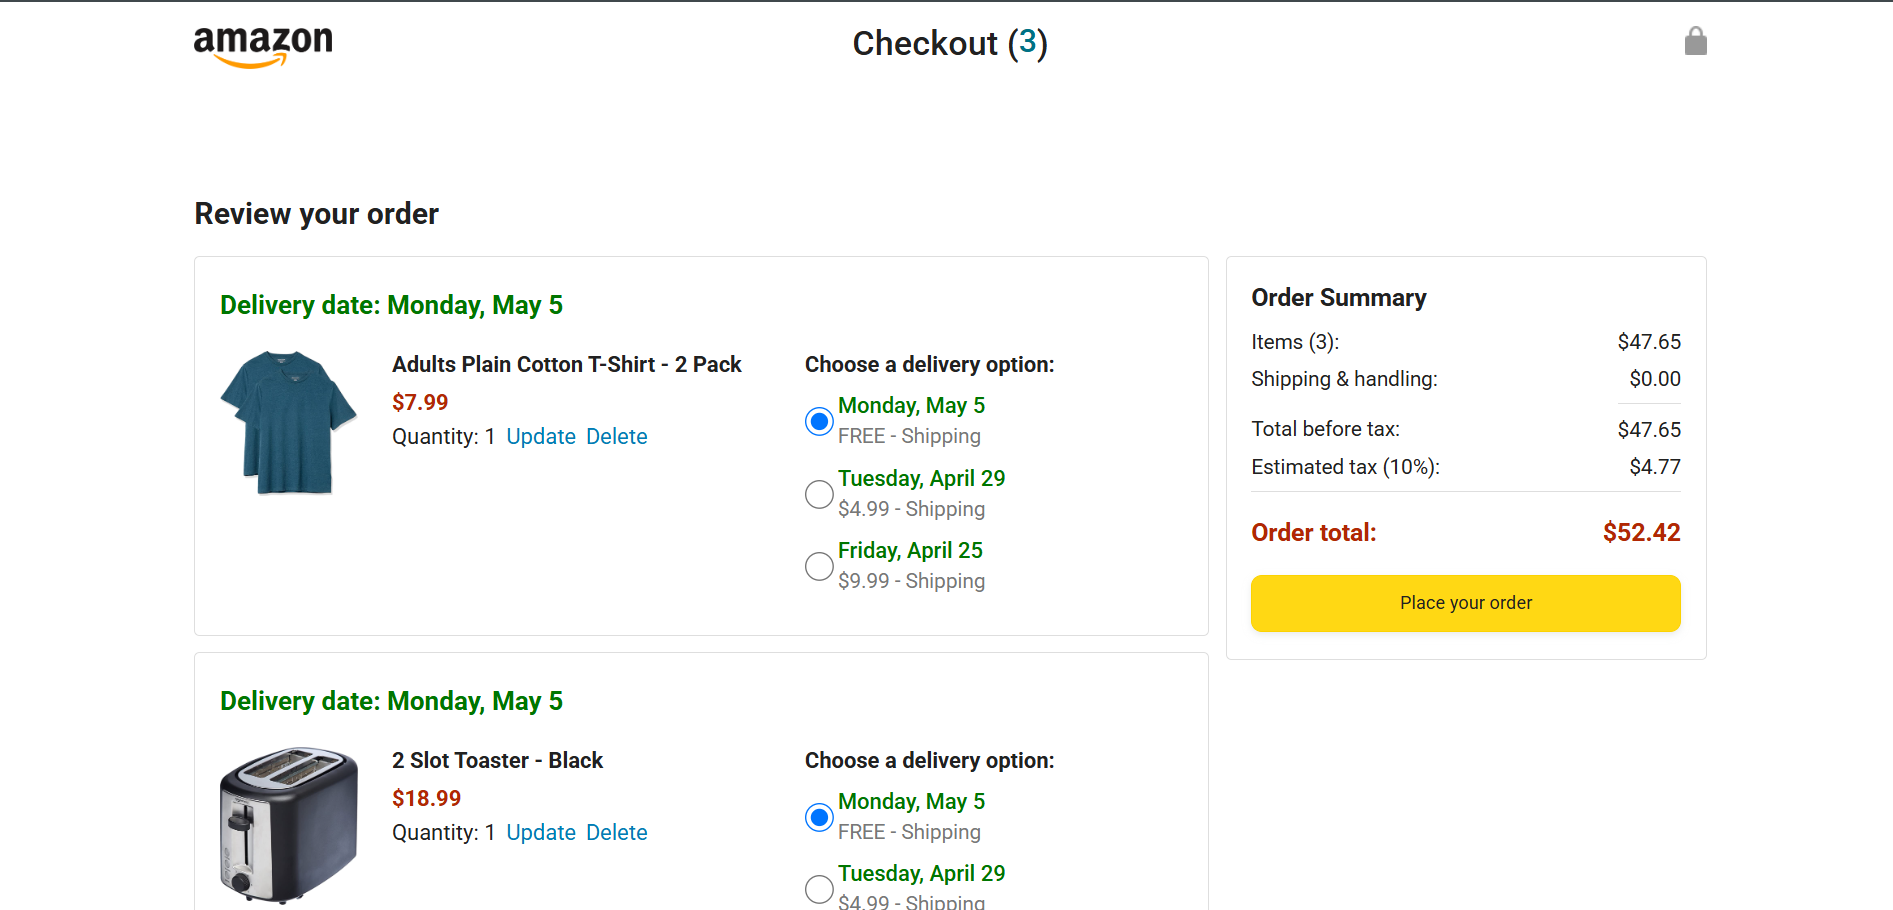 amazon
Checkout (3)
Review your order
Delivery date: Monday, May 5
Adults Plain Cotton T-Shirt - 2 Pack
$7.99
Quantity: 1 Update Delete
Choose a delivery option:
Monday, May 5
FREE - Shipping
Tuesday, April 29
$4.99 - Shipping
Friday, April 25
$9.99 - Shipping
Order Summary
Items (3): $47.65
Shipping & handling: $0.00
Total before tax: $47.65
Estimated tax (10%): $4.77
Order total: $52.42
Place your order
Delivery date: Monday, May 5
2 Slot Toaster - Black
$18.99
Quantity: 1 Update Delete
Choose a delivery option:
Monday, May 5
FREE - Shipping
Tuesday, April 29
$4.99 - Shipping